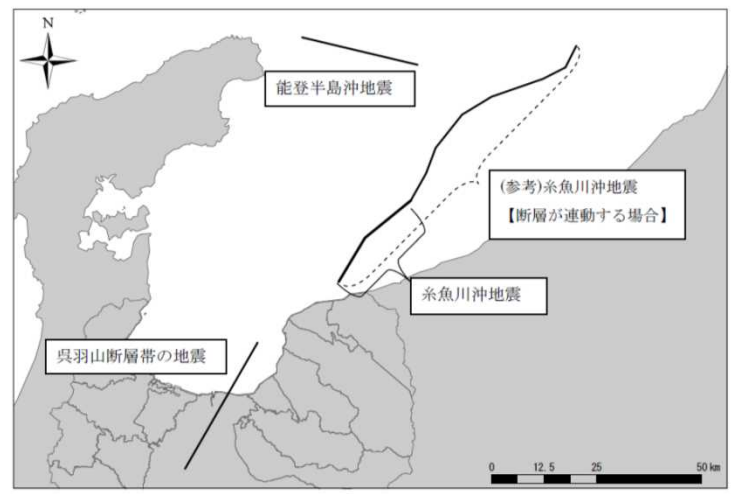 N
能登半島沖地震
(参考)糸魚川沖地震
【断層が連動する場合】
糸魚川沖地震
呉羽山断層帯の地震
0 12.5 25 50 km